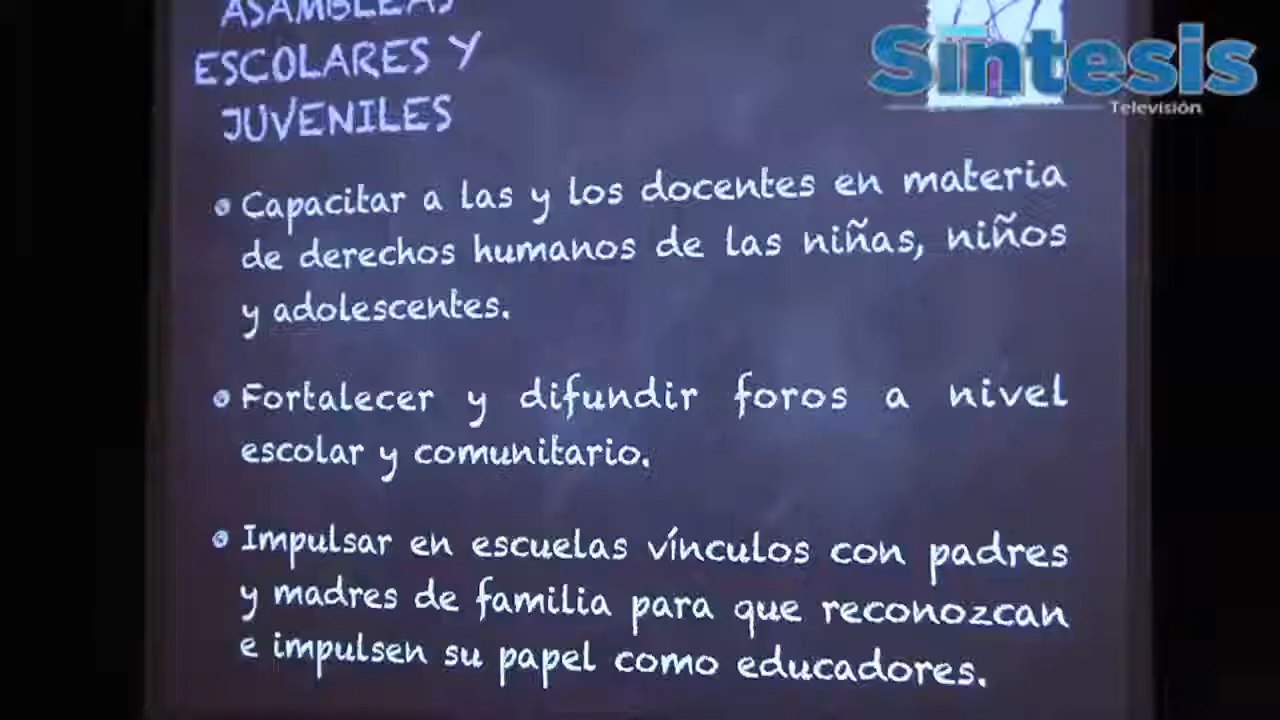 ASAMBLEAS
ESCOLARES Y
JUVENILES
Síntesis
Televisión
• Capacitar a las y los docentes en materia
de derechos humanos de las niñas, niños
y adolescentes.
• Fortalecer y difundir foros a nivel
escolar y comunitario.
• Impulsar en escuelas vínculos con padres
y madres de familia para que reconozcan
e impulsen su papel como educadores.